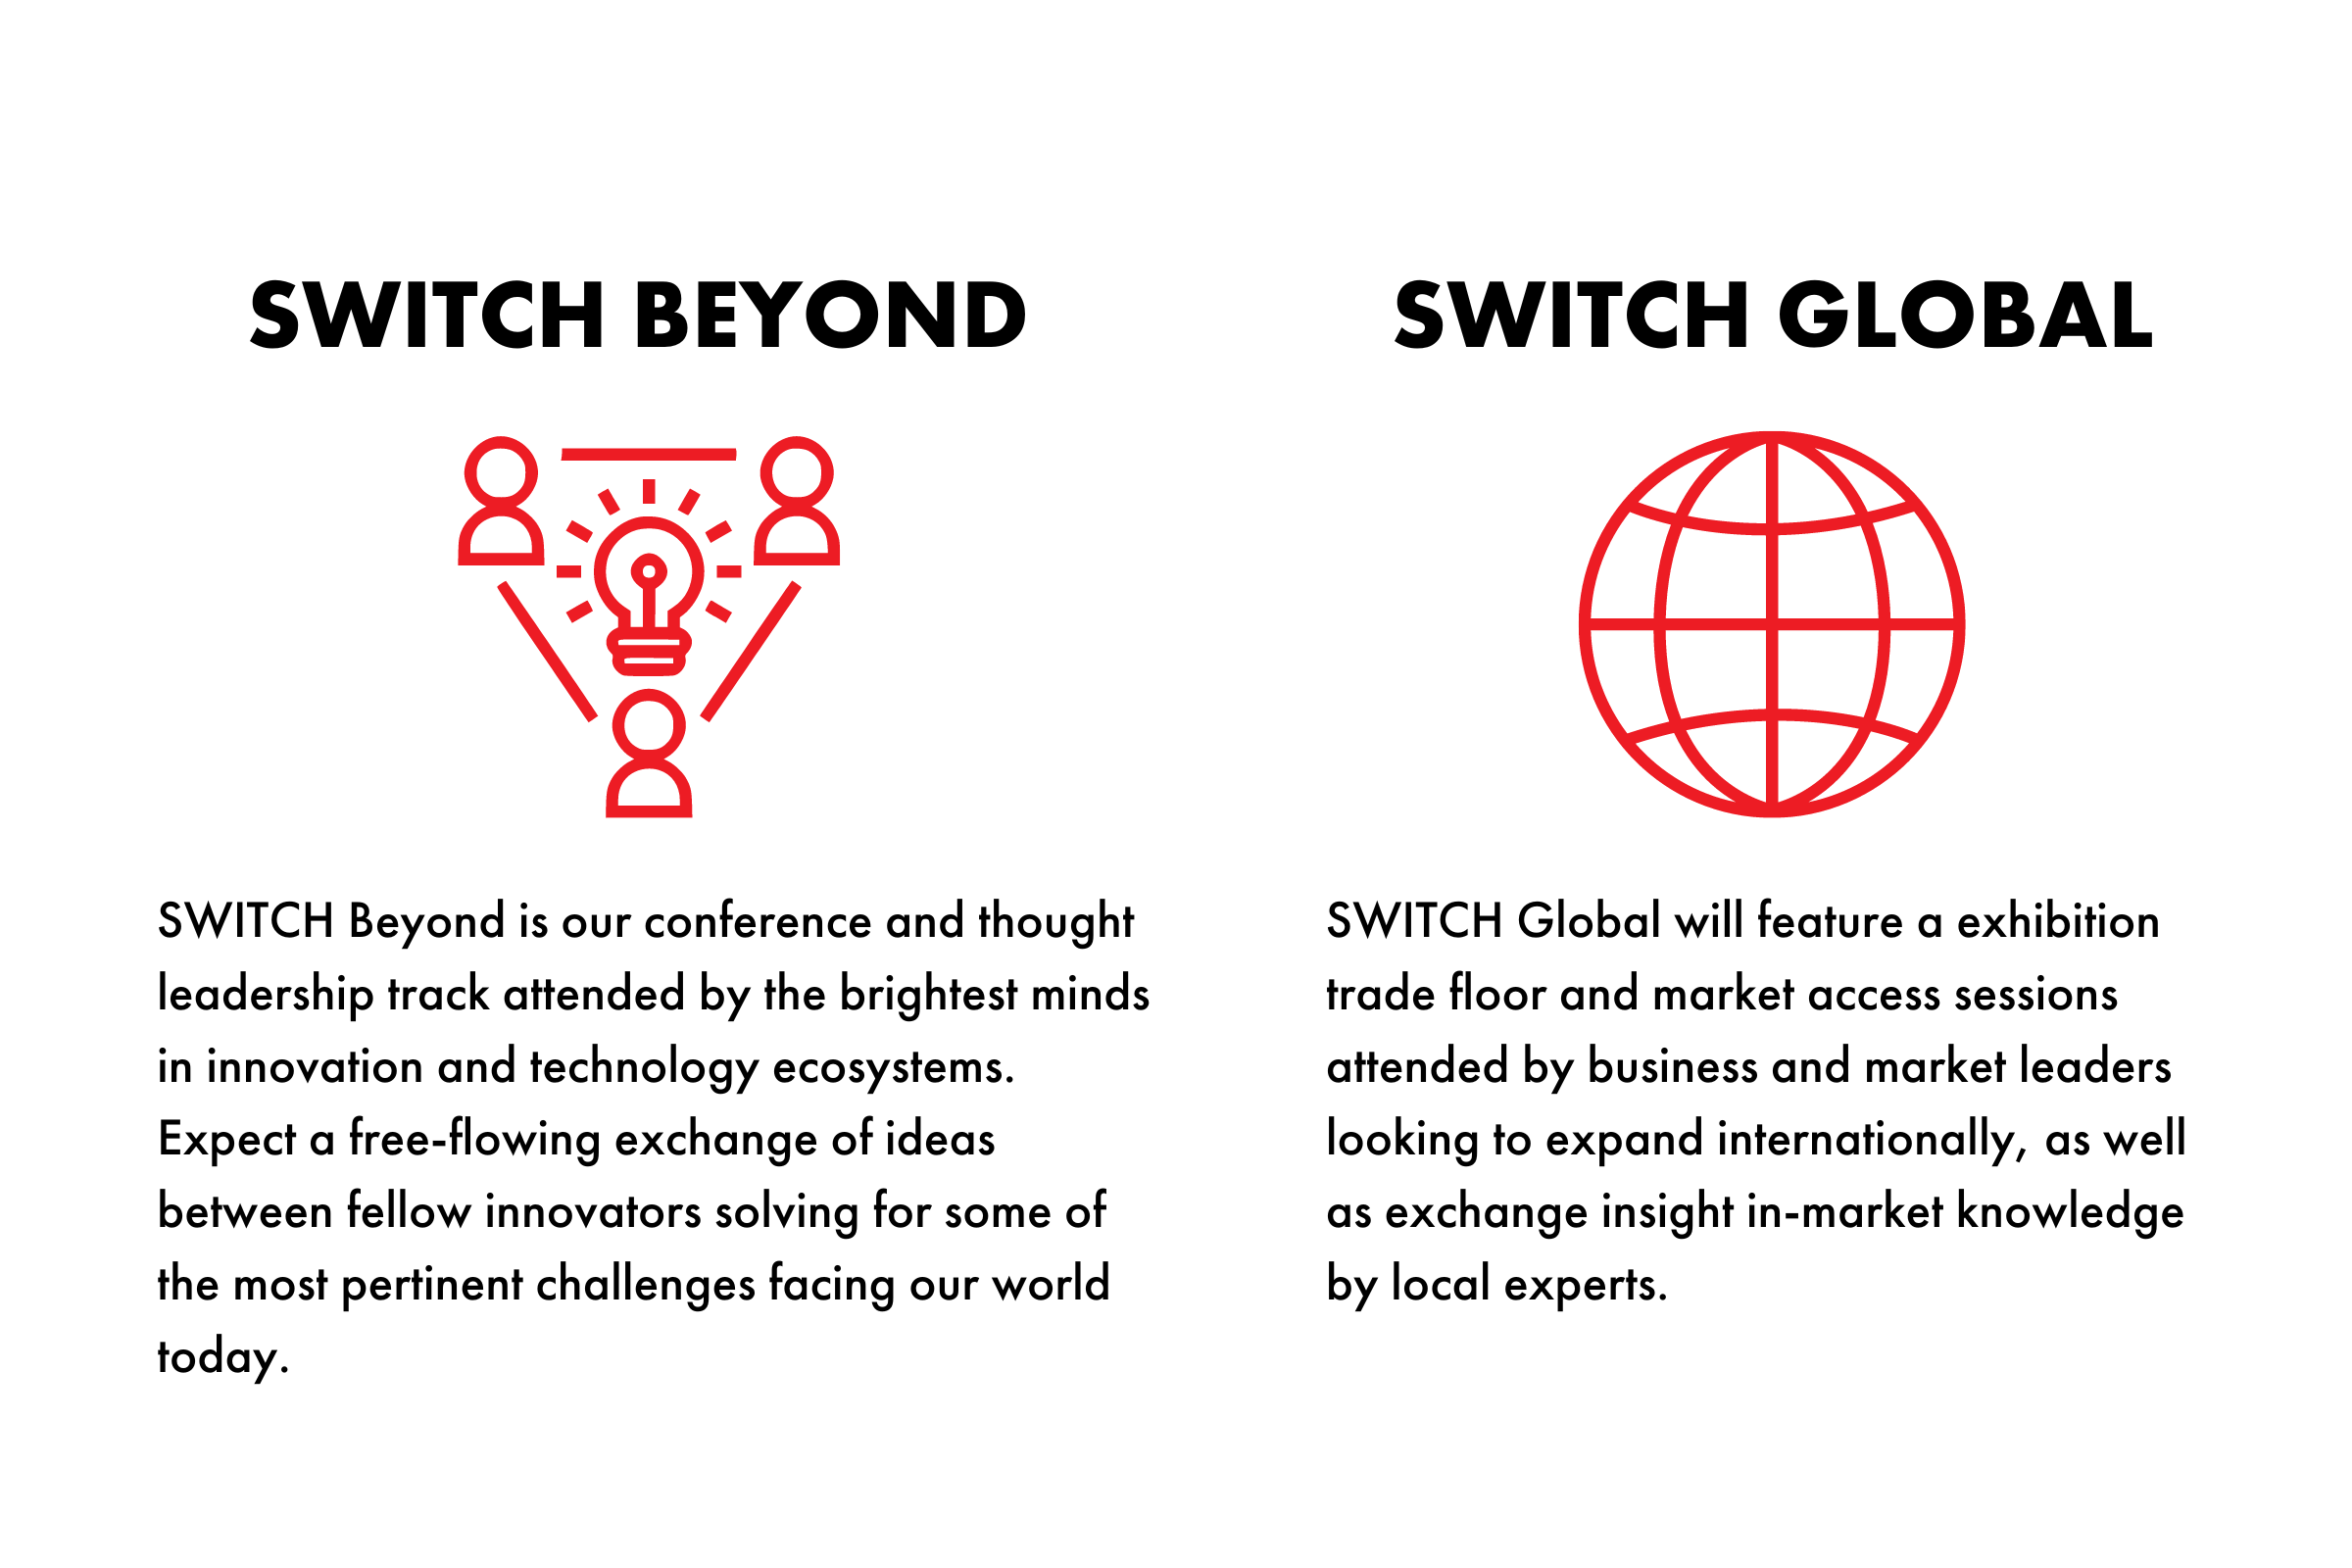 SWITCH BEYOND
SWITCH Beyond is our conference and thought
leadership track attended by the brightest minds
in innovation and technology ecosystems.
Expect a free-flowing exchange of ideas
between fellow innovators solving for some of
the most pertinent challenges facing our world
today.
SWITCH GLOBAL
SWITCH Global will feature a exhibition
trade floor and market access sessions
attended by business and market leaders
looking to expand internationally, as well
as exchange insight in-market knowledge
by local experts.